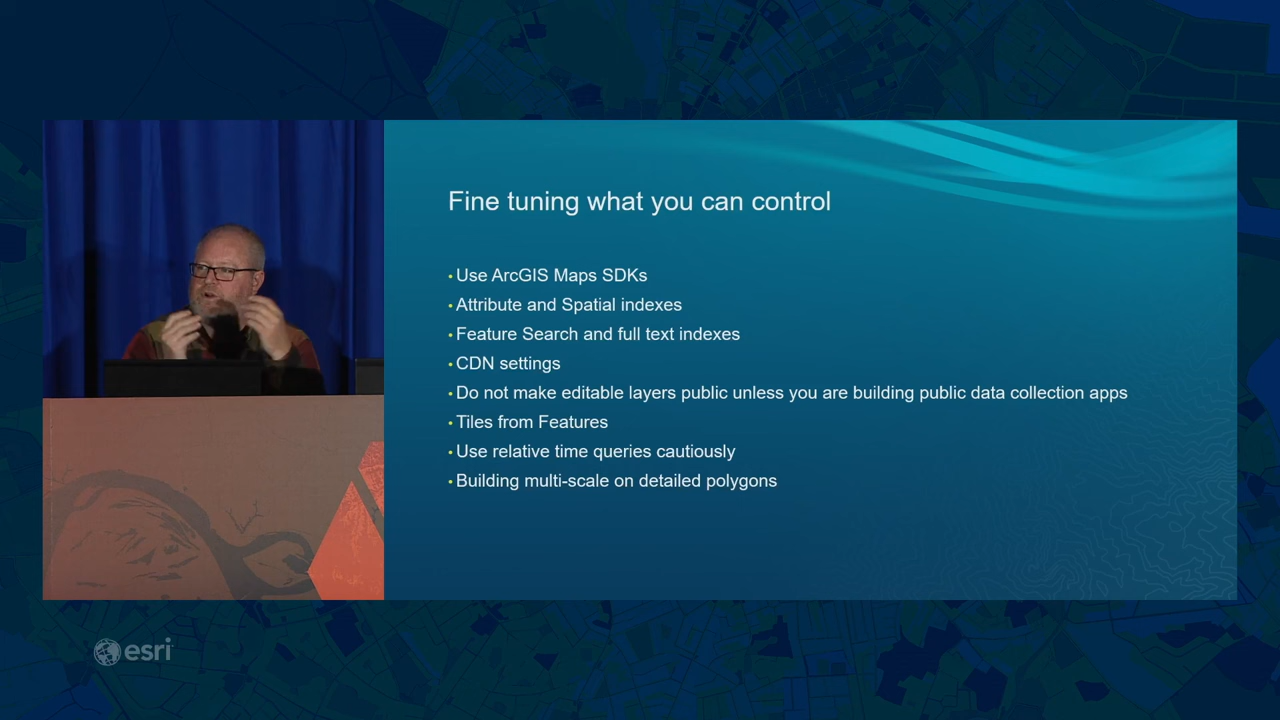 Fine tuning what you can control
• Use ArcGIS Maps SDKs
• Attribute and Spatial indexes
• Feature Search and full text indexes
• CDN settings
• Do not make editable layers public unless you are building public data collection apps
• Tiles from Features
• Use relative time queries cautiously
• Building multi-scale on detailed polygons
esri